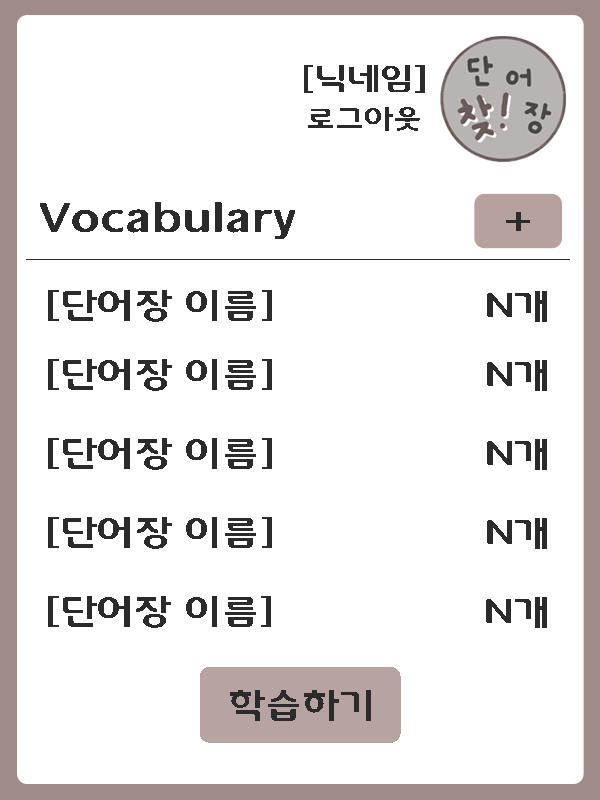 [닉네임]
로그아웃
단어
찾! 장
Vocabulary +
[단어장 이름] N개
[단어장 이름] N개
[단어장 이름] N개
[단어장 이름] N개
[단어장 이름] N개
학습하기